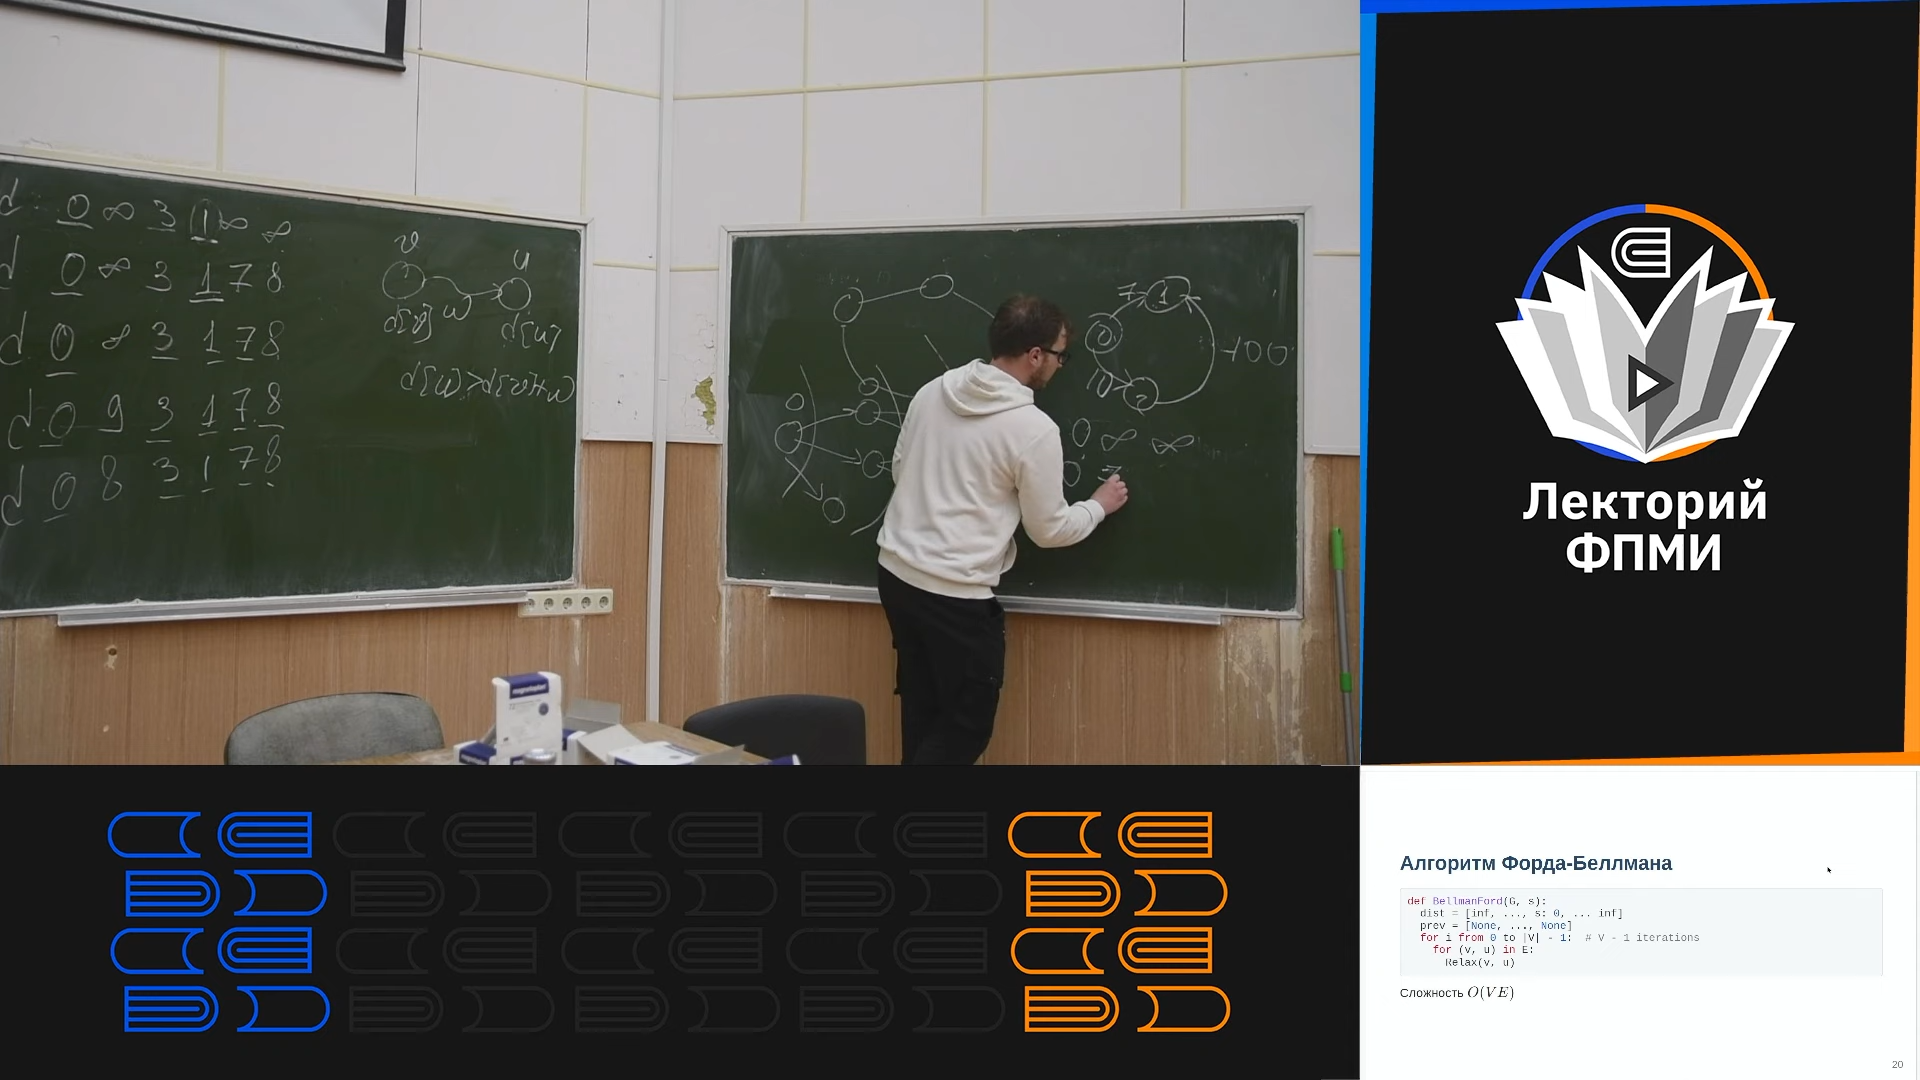 d 0 ∞ 3 1 ∞ ∞
d 0 ∞ 3 1 7 8
d 0 ∞ 3 1 7 8
d 0 9 3 1 7 8
d 0 8 3 1 7 8
v
u
d[v] w
d[u]
d[u]>d[v]+w
7
1
0
-100
10
2
0 ∞ ∞
0 7
Лекторий
ФПМИ
Алгоритм Форда-Беллмана
def BellmanFord(G, s):
dist = [inf, ..., s: 0, ... inf]
prev = [None, ..., None]
for i from 0 to |V| - 1: # V - 1 iterations
for (v, u) in E:
Relax(v, u)
Сложность O(VE)
20